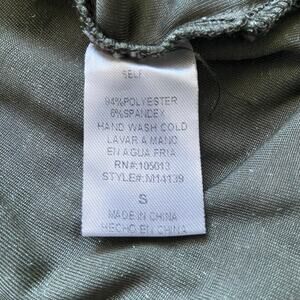 SELF
94%POLYESTER
6%SPANDEX
HAND WASH COLD
LAVAR A MANO
EN AGUA FRIA
RN#:105013
STYLE#:M14139
S
MADE IN CHINA
HECHO EN CHINA